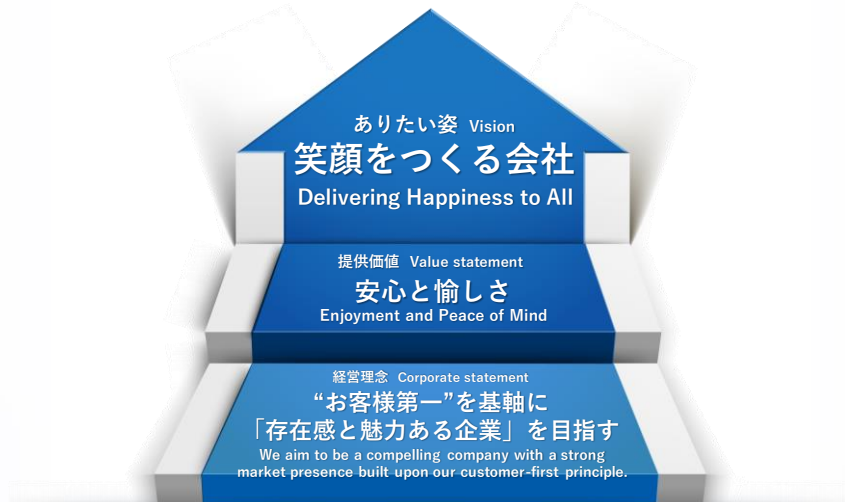 ありたい姿 Vision
笑顔をつくる会社
Delivering Happiness to All
提供価値 Value statement
安心と愉しさ
Enjoyment and Peace of Mind
経営理念 Corporate statement
“お客様第一”を基軸に
「存在感と魅力ある企業」を目指す
We aim to be a compelling company with a strong
market presence built upon our customer-first principle.